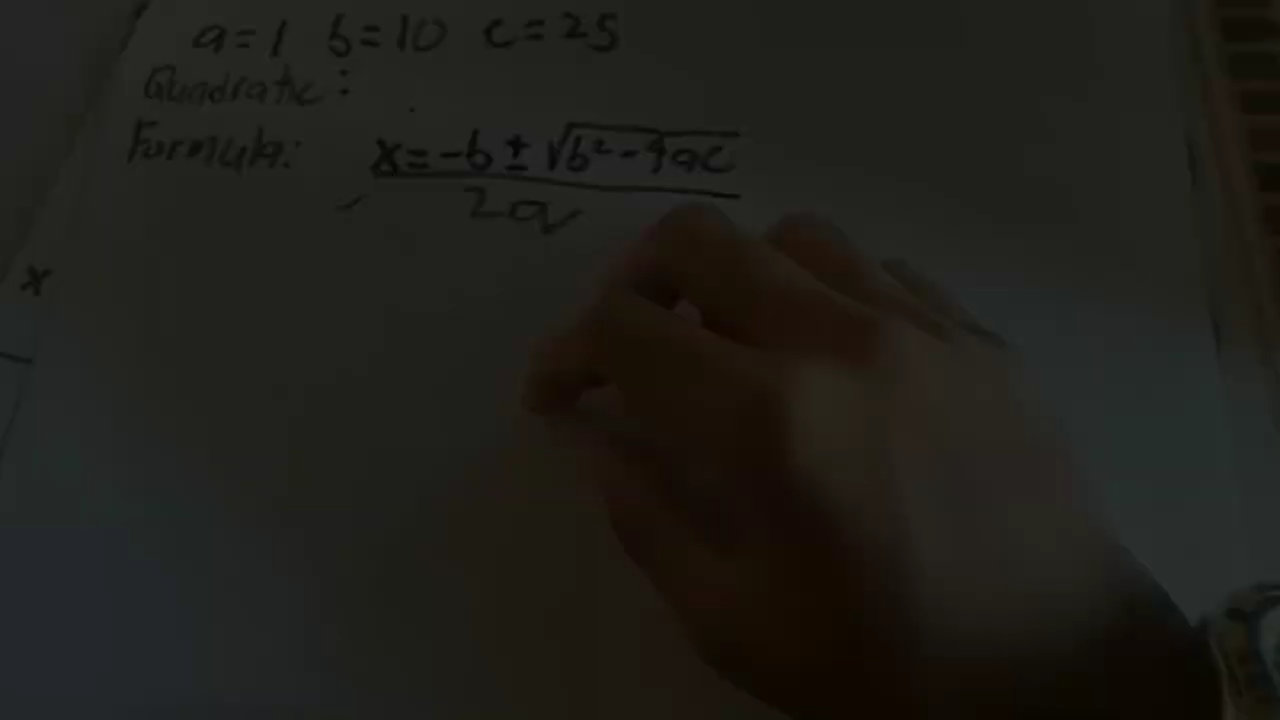 a=1 b=10 c=25
Quadratic:
Formula: x=-b ± √b²-4ac
2a
x